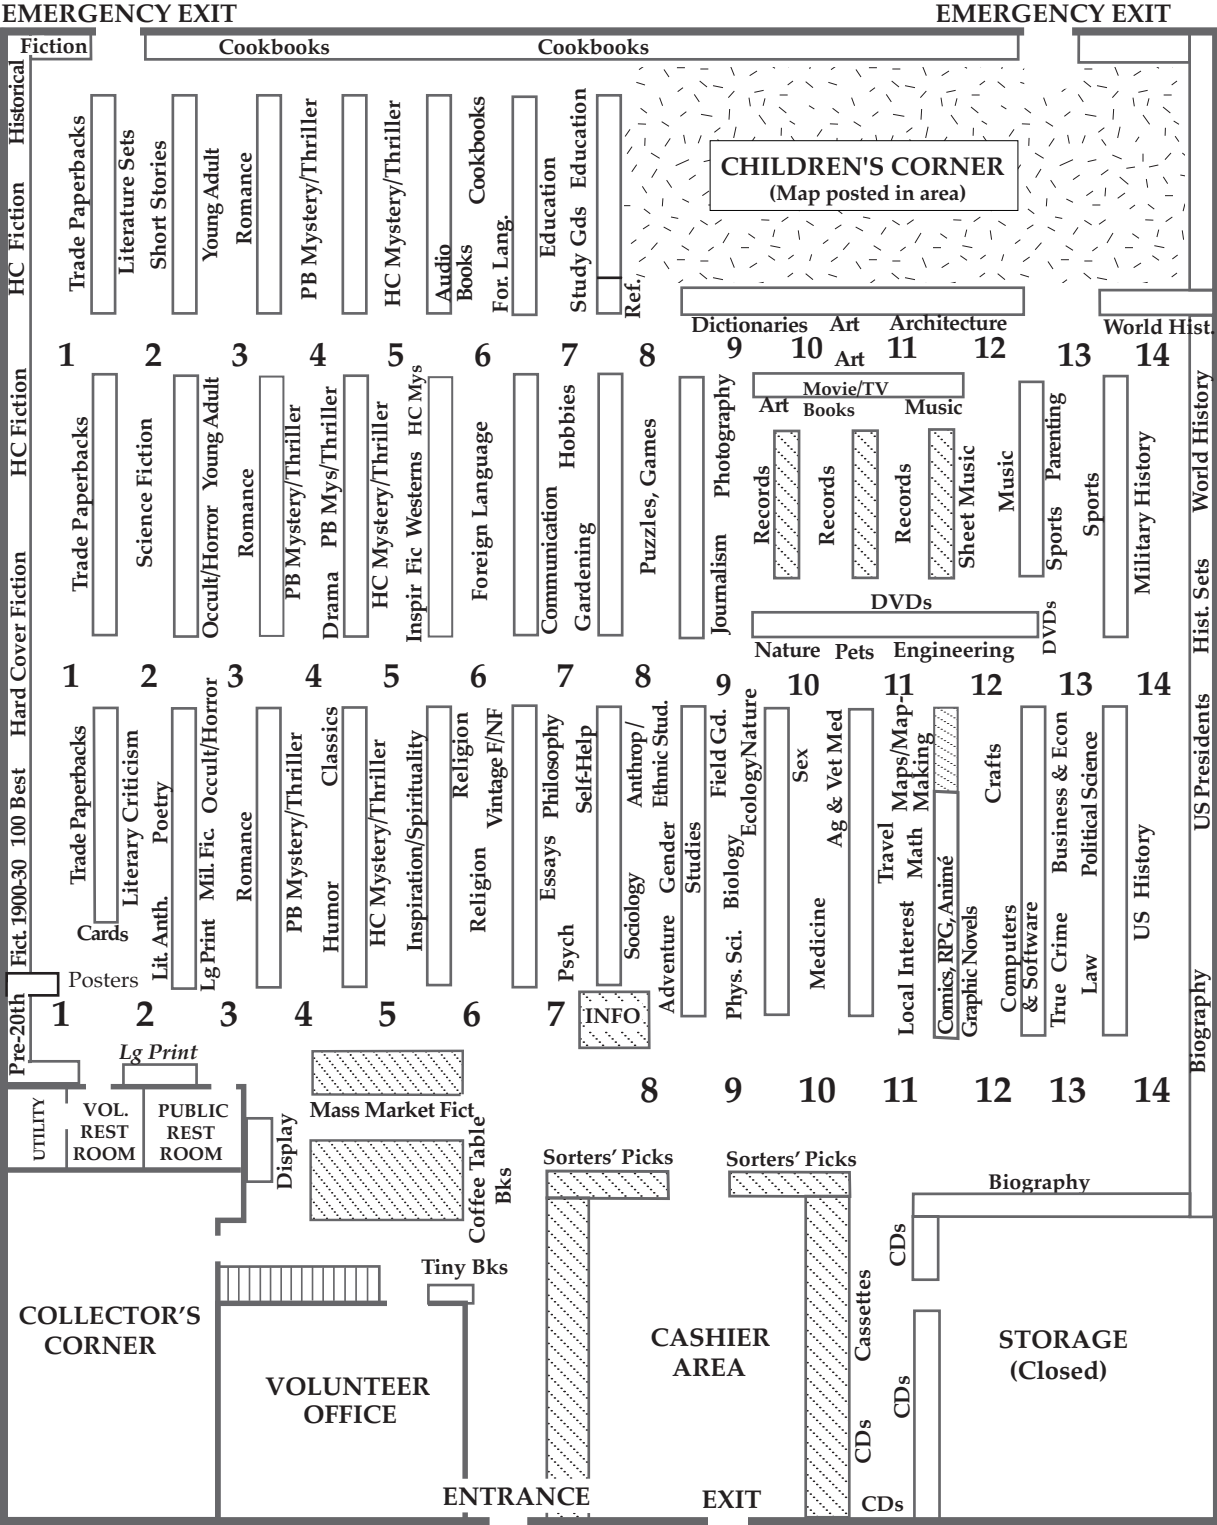 EMERGENCY EXIT
EMERGENCY EXIT
Fiction
Cookbooks
Cookbooks
Historical
HC Fiction
Trade Paperbacks
Literature Sets
Short Stories
Young Adult
Romance
PB Mystery/Thriller
HC Mystery/Thriller
Audio
Books
Cookbooks
For. Lang.
Education
Study Gds Education
Ref.
CHILDREN'S CORNER
(Map posted in area)
Dictionaries Art Architecture
World Hist.
1 2 3 4 5 6 7 8 9 10 11 12 13 14
HC Fiction
Trade Paperbacks
Science Fiction
Occult/Horror Young Adult
Romance
PB Mystery/Thriller
Drama PB Mys/Thriller
HC Mystery/Thriller
Inspir Fic Westerns HC Mys
Foreign Language
Communication
Gardening
Hobbies
Puzzles, Games
Journalism
Photography
Art
Movie/TV
Art
Books
Music
Records
Records
Records
Sheet Music
Music
Sports Parenting
Sports
Military History
World History
DVDs
DVDs
Nature Pets Engineering
Hist. Sets
Hard Cover Fiction
1 2 3 4 5 6 7 8 9 10 11 12 13 14
100 Best
Fict. 1900-30
Trade Paperbacks
Cards
Literary Criticism
Lit. Anth.
Poetry
Lg Print Mil. Fic. Occult/Horror
Romance
PB Mystery/Thriller
Humor
Classics
HC Mystery/Thriller
Inspiration/Spirituality
Religion
Religion
Vintage F/NF
Essays Philosophy
Psych
Self-Help
Sociology
Anthrop/
Ethnic Stud.
Adventure Gender
Studies
Field Gd.
Phys. Sci. Biology
Ecology Nature
Sex
Medicine
Ag & Vet Med
Travel
Maps/Map-
Making
Math
Local Interest
Comics, RPG, Animé
Graphic Novels
Crafts
Computers
& Software
True Crime Business & Econ
Law
Political Science
US History
US Presidents
Biography
Posters
Pre-20th
1 2 3 4 5 6 7
INFO
Lg Print
8 9 10 11 12 13 14
UTILITY
VOL.
REST
ROOM
PUBLIC
REST
ROOM
Display
Mass Market Fict
Coffee Table
Bks
Sorters' Picks
Sorters' Picks
Biography
CDs
Tiny Bks
Cassettes
COLLECTOR'S
CORNER
VOLUNTEER
OFFICE
CASHIER
AREA
STORAGE
(Closed)
CDs
CDs
CDs
ENTRANCE
EXIT